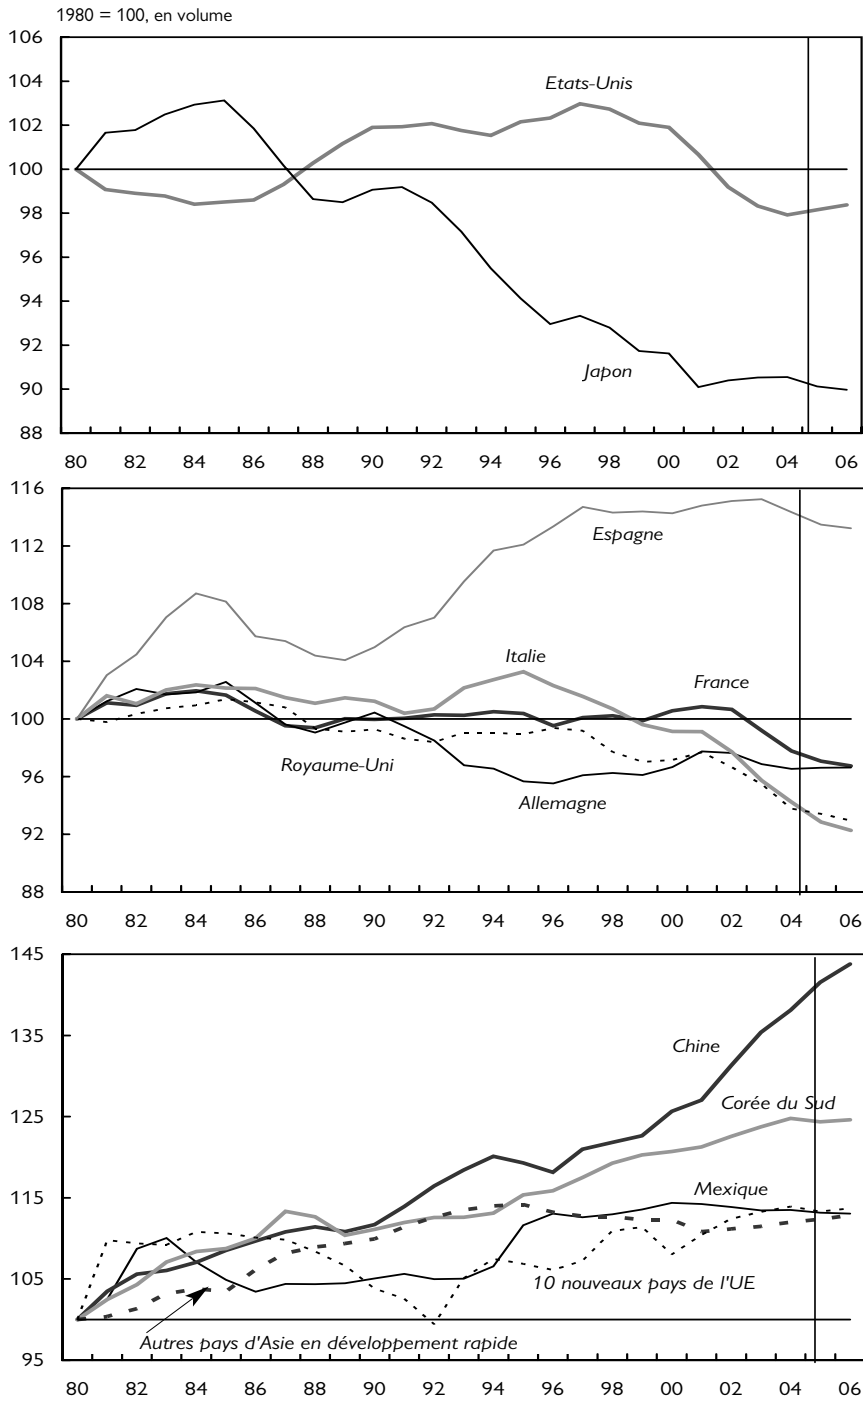 1980 = 100, en volume
106
104
102
100
98
96
94
92
90
88
Etats-Unis
Japon
80 82 84 86 88 90 92 94 96 98 00 02 04 06
116
112
108
104
100
96
92
88
Espagne
Italie
France
Royaume-Uni
Allemagne
80 82 84 86 88 90 92 94 96 98 00 02 04 06
145
135
125
115
105
95
Chine
Corée du Sud
Mexique
10 nouveaux pays de l'UE
Autres pays d'Asie en développement rapide
80 82 84 86 88 90 92 94 96 98 00 02 04 06